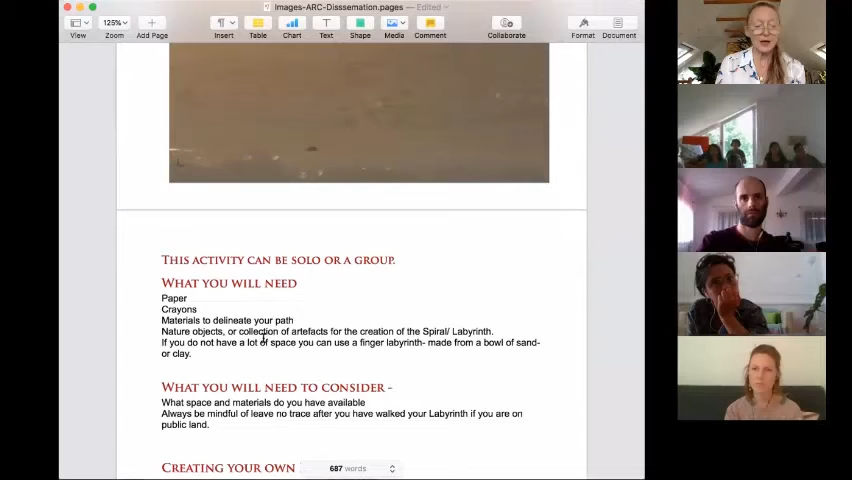 Images-ARC-Disssemation.pages — Edited
125%
View
Zoom
Add Page
Insert
Table
Chart
Text
Shape
Media
Comment
Collaborate
Format
Document
This activity can be solo or a group.
What you will need
Paper
Crayons
Materials to delineate your path
Nature objects, or collection of artefacts for the creation of the Spiral/ Labyrinth.
If you do not have a lot of space you can use a finger labyrinth- made from a bowl of sand-
or clay.
What you will need to consider -
What space and materials do you have available
Always be mindful of leave no trace after you have walked your Labyrinth if you are on
public land.
Creating your own
687 words